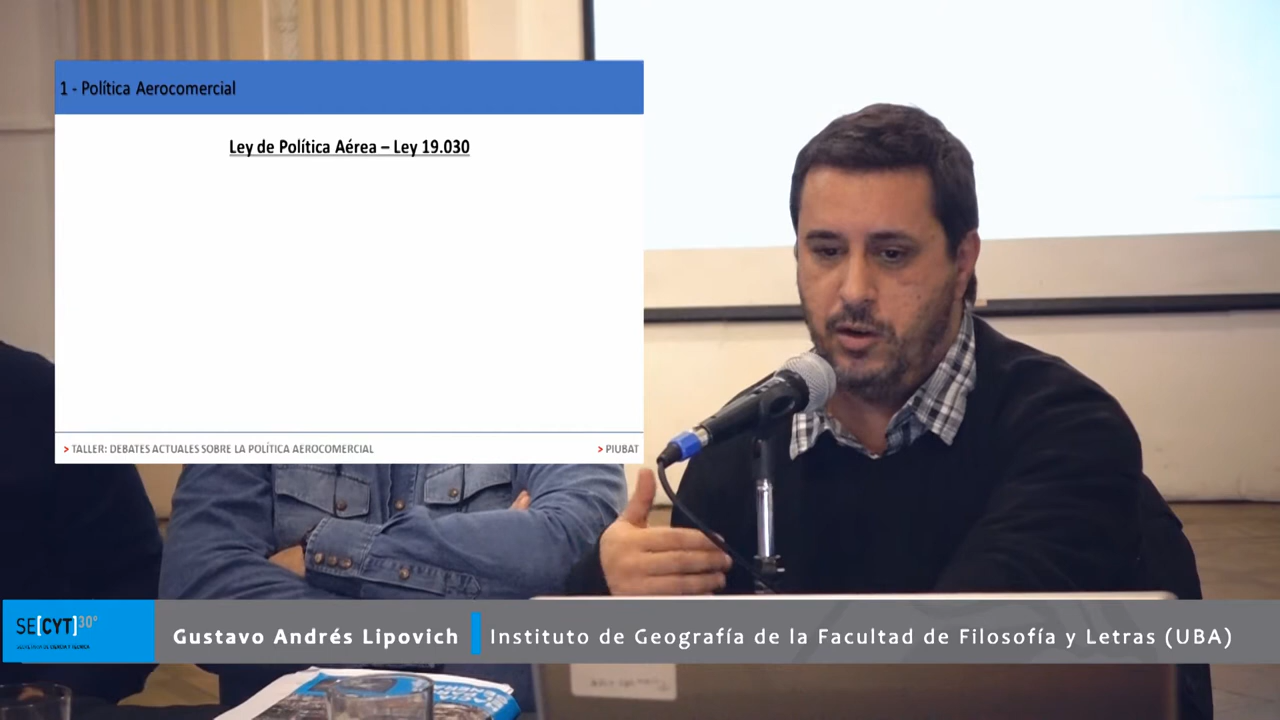 1 - Política Aerocomercial
Ley de Política Aérea – Ley 19.030
> TALLER: DEBATES ACTUALES SOBRE LA POLÍTICA AEROCOMERCIAL
> PIUBAT
SE[CYT]30°
Gustavo Andrés Lipovich
Instituto de Geografía de la Facultad de Filosofía y Letras (UBA)